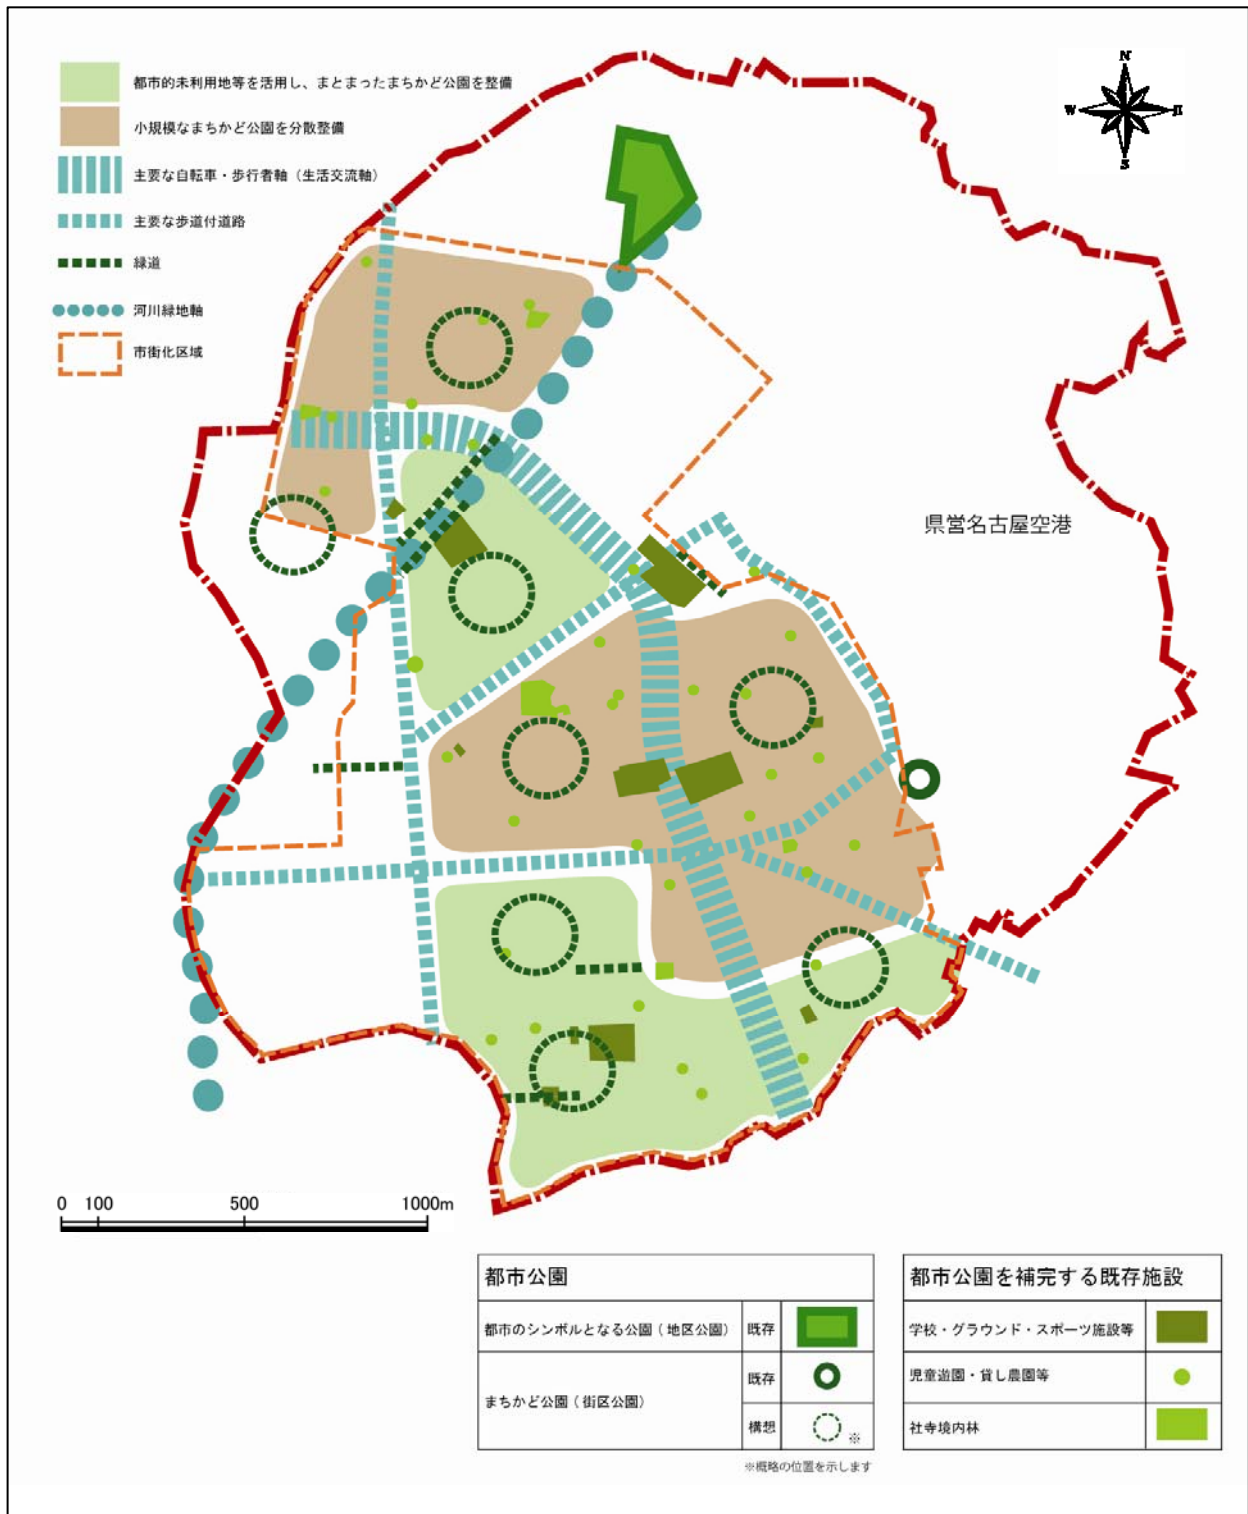 N
W
E
S
都市的未利用地等を活用し、まとまったまちかど公園を整備
小規模なまちかど公園を分散整備
主要な自転車・歩行者軸（生活交流軸）
主要な歩道付道路
緑道
河川緑地軸
市街化区域
県営名古屋空港
0 100 500 1000m
都市公園
都市のシンボルとなる公園（地区公園） 既存
まちかど公園（街区公園） 既存
構想 ※
※概略の位置を示します
都市公園を補完する既存施設
学校・グラウンド・スポーツ施設等
児童遊園・貸し農園等
社寺境内林